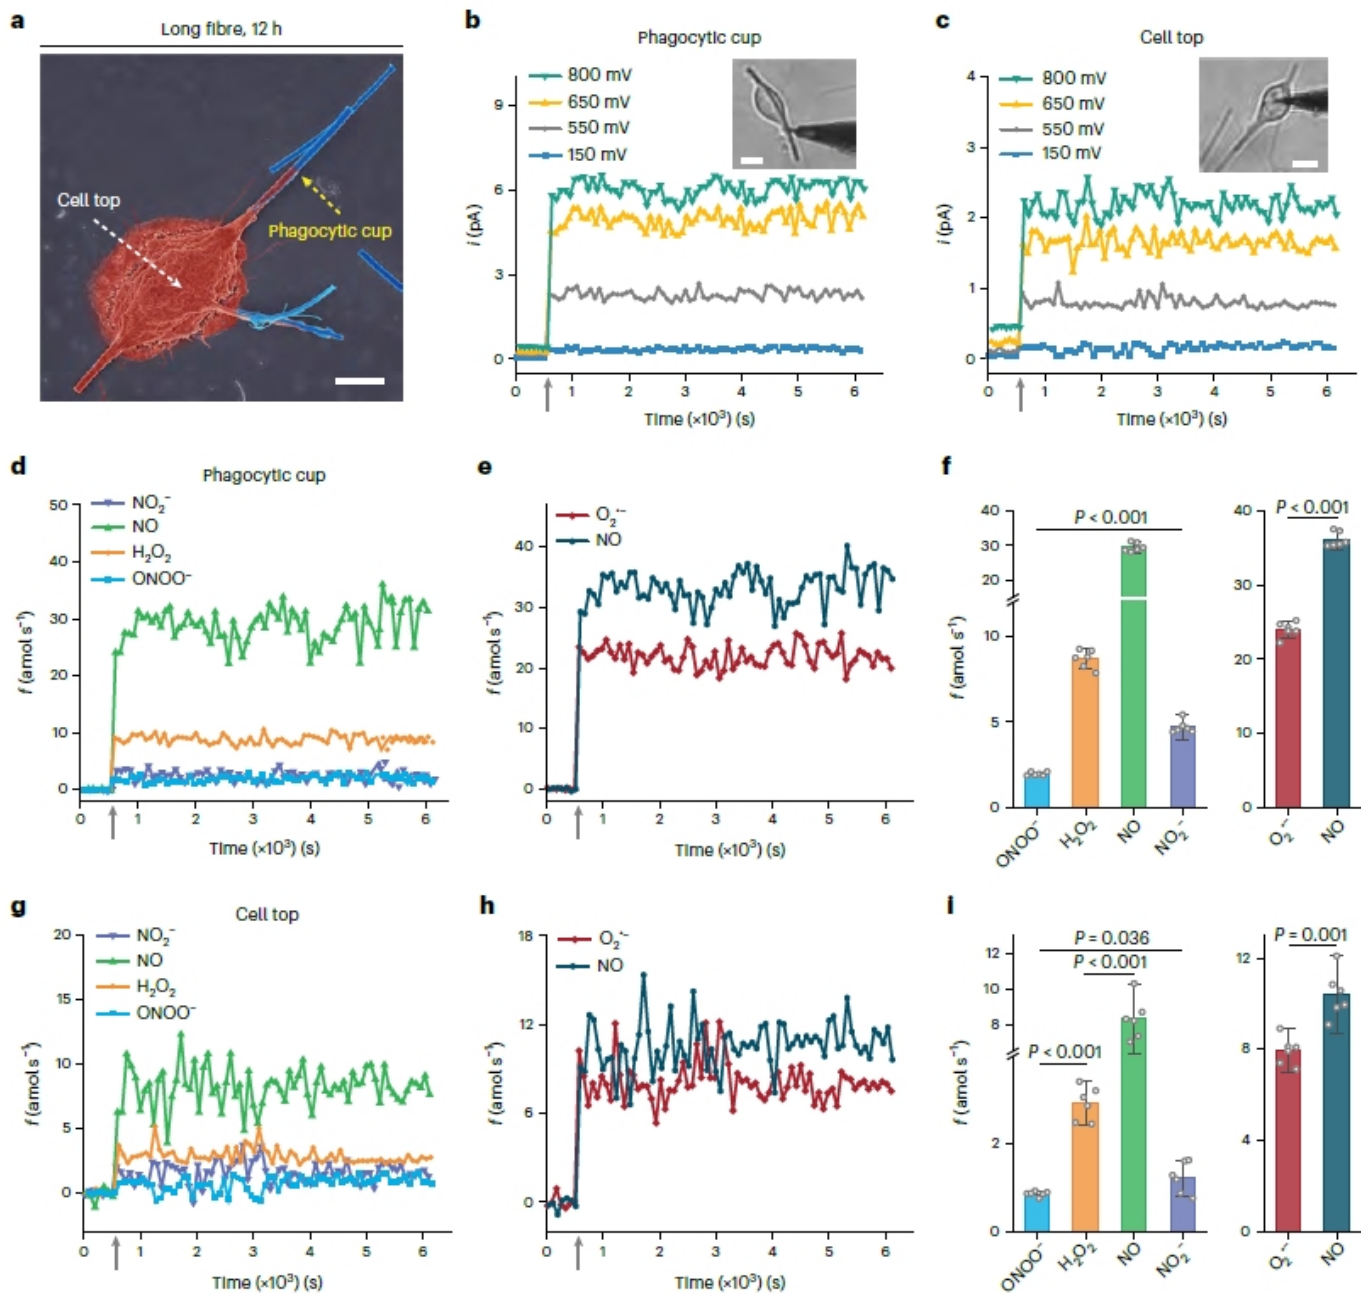 a
Long fibre, 12 h
Cell top
Phagocytic cup
b
Phagocytic cup
800 mV
650 mV
550 mV
150 mV
9
6
3
0
i (pA)
0 1 2 3 4 5 6
Time (×10³) (s)
c
Cell top
800 mV
650 mV
550 mV
150 mV
4
3
2
1
0
i (pA)
0 1 2 3 4 5 6
Time (×10³) (s)
d
Phagocytic cup
NO₂⁻
NO
H₂O₂
ONOO⁻
50
40
30
20
10
0
f (amol s⁻¹)
0 1 2 3 4 5 6
Time (×10³) (s)
e
O₂•⁻
NO
40
30
20
10
0
f (amol s⁻¹)
0 1 2 3 4 5 6
Time (×10³) (s)
f
P < 0.001
40
30
20
10
5
0
f (amol s⁻¹)
ONOO⁻ H₂O₂ NO NO₂⁻
P < 0.001
40
30
20
10
0
O₂•⁻ NO
g
Cell top
NO₂⁻
NO
H₂O₂
ONOO⁻
20
15
10
5
0
f (amol s⁻¹)
0 1 2 3 4 5 6
Time (×10³) (s)
h
O₂•⁻
NO
18
12
6
0
f (amol s⁻¹)
0 1 2 3 4 5 6
Time (×10³) (s)
i
P = 0.036
P < 0.001
P < 0.001
12
10
8
2
0
f (amol s⁻¹)
ONOO⁻ H₂O₂ NO NO₂⁻
P = 0.001
12
8
4
0
O₂•⁻ NO